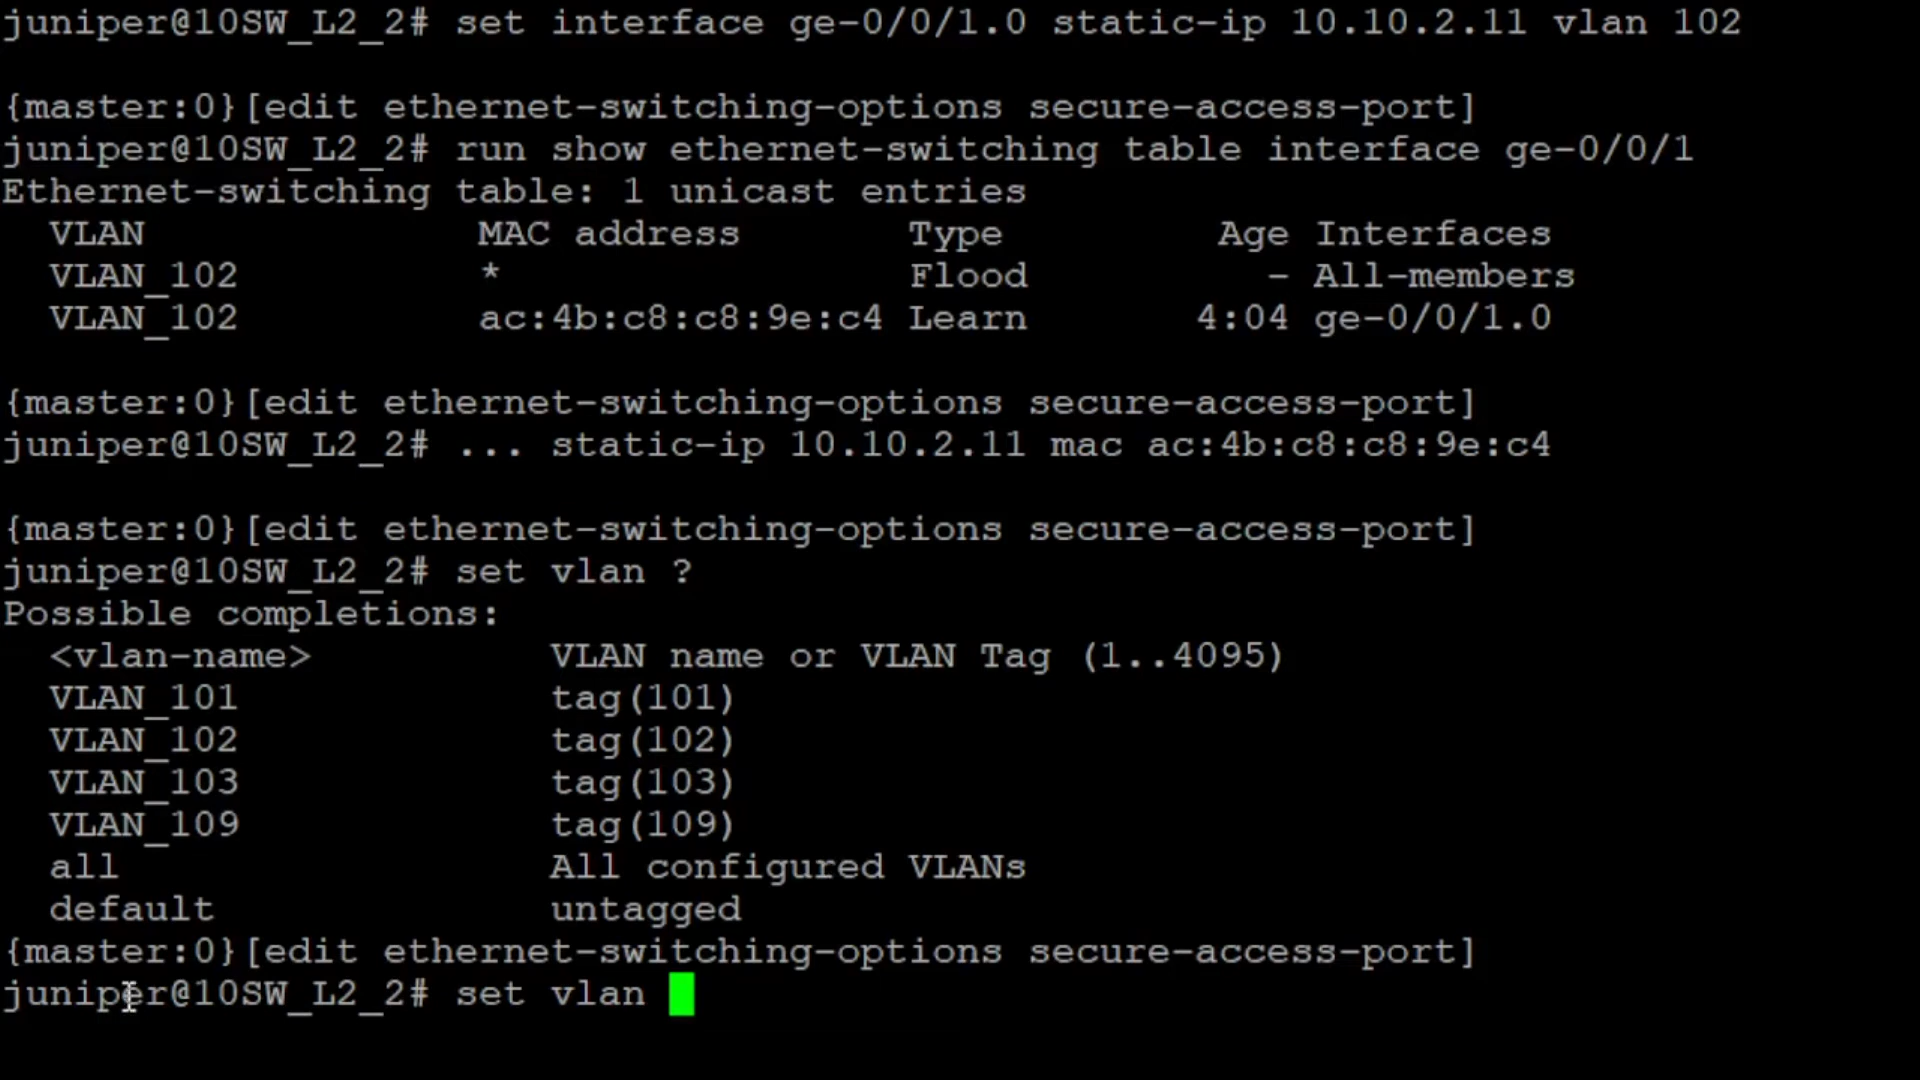 juniper@10SW_L2_2# set interface ge-0/0/1.0 static-ip 10.10.2.11 vlan 102
{master:0}[edit ethernet-switching-options secure-access-port]
juniper@10SW_L2_2# run show ethernet-switching table interface ge-0/0/1
Ethernet-switching table: 1 unicast entries
VLAN MAC address Type Age Interfaces
VLAN_102 * Flood - All-members
VLAN_102 ac:4b:c8:c8:9e:c4 Learn 4:04 ge-0/0/1.0
{master:0}[edit ethernet-switching-options secure-access-port]
juniper@10SW_L2_2# ... static-ip 10.10.2.11 mac ac:4b:c8:c8:9e:c4
{master:0}[edit ethernet-switching-options secure-access-port]
juniper@10SW_L2_2# set vlan ?
Possible completions:
<vlan-name> VLAN name or VLAN Tag (1..4095)
VLAN_101 tag(101)
VLAN_102 tag(102)
VLAN_103 tag(103)
VLAN_109 tag(109)
all All configured VLANs
default untagged
{master:0}[edit ethernet-switching-options secure-access-port]
juniper@10SW_L2_2# set vlan